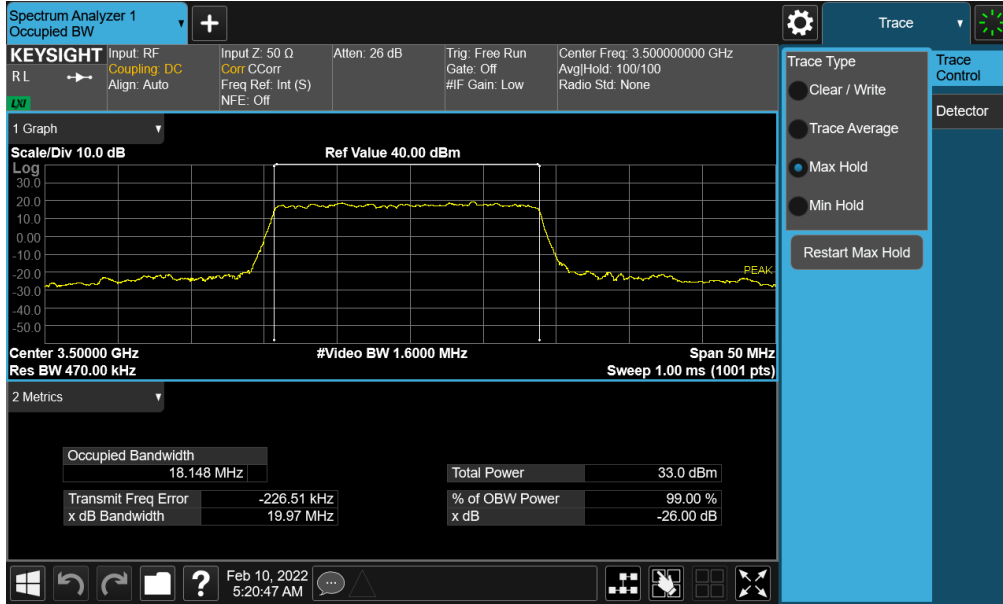 Spectrum Analyzer 1
Occupied BW
Trace
KEYSIGHT
R L
LXI
Input: RF
Coupling: DC
Align: Auto
Input Z: 50 Ω
Corr CCorr
Freq Ref: Int (S)
NFE: Off
Atten: 26 dB
Trig: Free Run
Gate: Off
#IF Gain: Low
Center Freq: 3.500000000 GHz
Avg|Hold: 100/100
Radio Std: None
Trace Type
Clear / Write
Trace Average
Max Hold
Min Hold
Restart Max Hold
Trace
Control
Detector
1 Graph
Scale/Div 10.0 dB
Ref Value 40.00 dBm
Log
30.0
20.0
10.0
0.00
-10.0
-20.0
-30.0
-40.0
-50.0
PEAK
Center 3.50000 GHz
#Video BW 1.6000 MHz
Span 50 MHz
Res BW 470.00 kHz
Sweep 1.00 ms (1001 pts)
2 Metrics
Occupied Bandwidth
18.148 MHz
Total Power 33.0 dBm
Transmit Freq Error -226.51 kHz
% of OBW Power 99.00 %
x dB Bandwidth 19.97 MHz
x dB -26.00 dB
?
Feb 10, 2022
5:20:47 AM